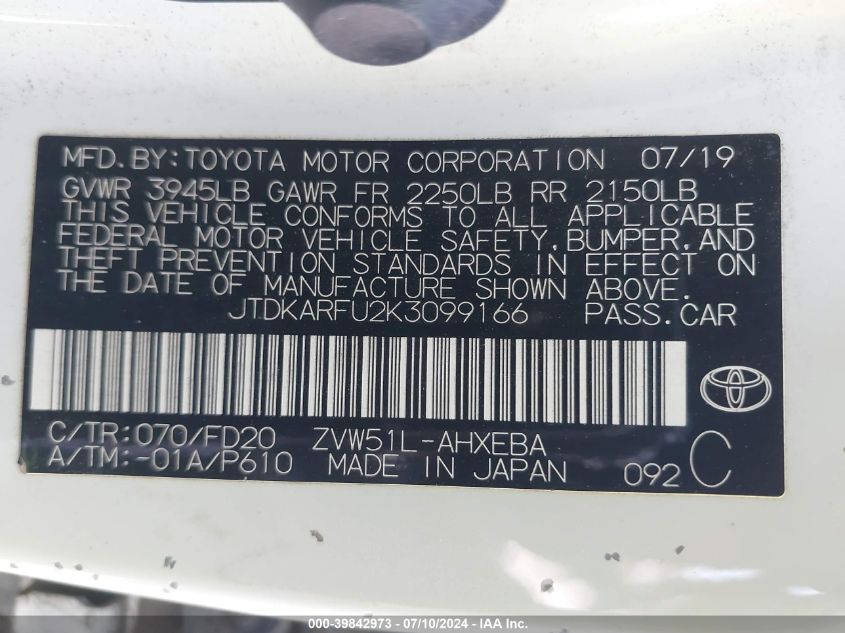 MFD.BY:TOYOTA MOTOR CORPORATION 07/19
GVWR 3945LB GAWR FR 2250LB RR 2150LB
THIS VEHICLE CONFORMS TO ALL APPLICABLE
FEDERAL MOTOR VEHICLE SAFETY,BUMPER,AND
THEFT PREVENTION STANDARDS IN EFFECT ON
THE DATE OF MANUFACTURE SHOWN ABOVE.
JTDKARFU2K3099166 PASS.CAR
C/TR:070/FD20 ZVW51L-AHXEBA
A/TM:-01A/P610 MADE IN JAPAN 092 C
000-39842973 - 07/10/2024 - IAA Inc.